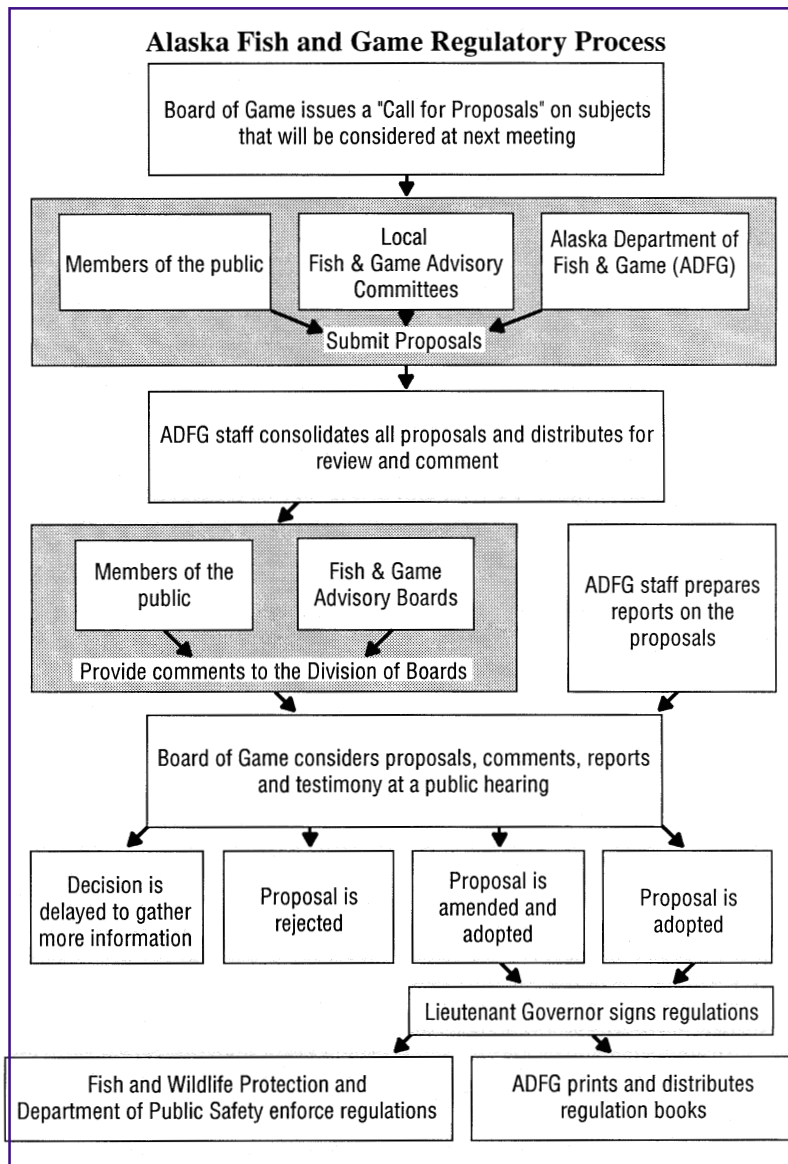 Alaska Fish and Game Regulatory Process
Board of Game issues a "Call for Proposals" on subjects
that will be considered at next meeting
Members of the public
Local
Fish & Game Advisory
Committees
Alaska Department of
Fish & Game (ADFG)
Submit Proposals
ADFG staff consolidates all proposals and distributes for
review and comment
Members of the
public
Fish & Game
Advisory Boards
Provide comments to the Division of Boards
ADFG staff prepares
reports on the
proposals
Board of Game considers proposals, comments, reports
and testimony at a public hearing
Decision is
delayed to gather
more information
Proposal is
rejected
Proposal is
amended and
adopted
Proposal is
adopted
Lieutenant Governor signs regulations
Fish and Wildlife Protection and
Department of Public Safety enforce regulations
ADFG prints and distributes
regulation books